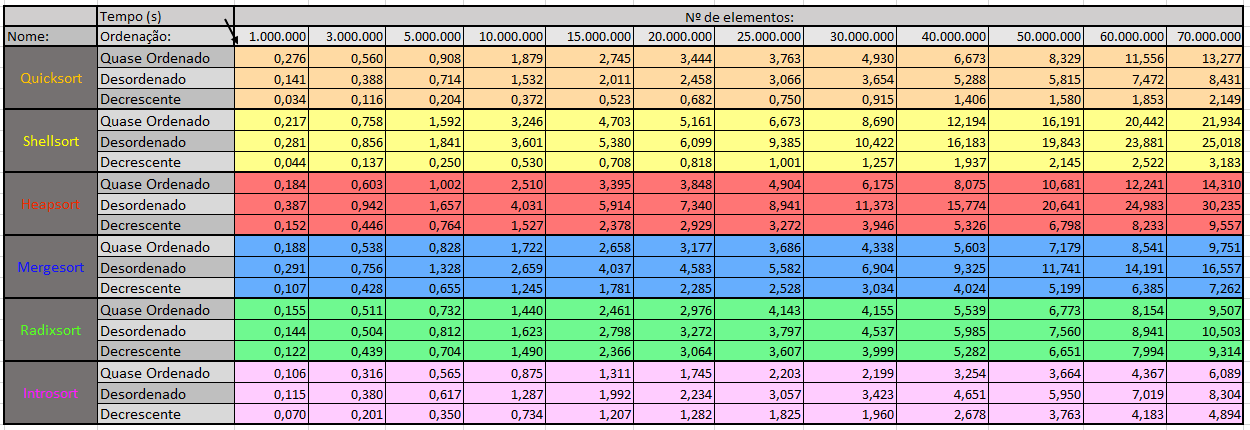 Tempo (s) Nº de elementos:
Nome: Ordenação: 1.000.000 3.000.000 5.000.000 10.000.000 15.000.000 20.000.000 25.000.000 30.000.000 40.000.000 50.000.000 60.000.000 70.000.000
Quase Ordenado 0,276 0,560 0,908 1,879 2,745 3,444 3,763 4,930 6,673 8,329 11,556 13,277
Quicksort Desordenado 0,141 0,388 0,714 1,532 2,011 2,458 3,066 3,654 5,288 5,815 7,472 8,431
Decrescente 0,034 0,116 0,204 0,372 0,523 0,682 0,750 0,915 1,406 1,580 1,853 2,149
Quase Ordenado 0,217 0,758 1,592 3,246 4,703 5,161 6,673 8,690 12,194 16,191 20,442 21,934
Shellsort Desordenado 0,281 0,856 1,841 3,601 5,380 6,099 9,385 10,422 16,183 19,843 23,881 25,018
Decrescente 0,044 0,137 0,250 0,530 0,708 0,818 1,001 1,257 1,937 2,145 2,522 3,183
Quase Ordenado 0,184 0,603 1,002 2,510 3,395 3,848 4,904 6,175 8,075 10,681 12,241 14,310
Heapsort Desordenado 0,387 0,942 1,657 4,031 5,914 7,340 8,941 11,373 15,774 20,641 24,983 30,235
Decrescente 0,152 0,446 0,764 1,527 2,378 2,929 3,272 3,946 5,326 6,798 8,233 9,557
Quase Ordenado 0,188 0,538 0,828 1,722 2,658 3,177 3,686 4,338 5,603 7,179 8,541 9,751
Mergesort Desordenado 0,291 0,756 1,328 2,659 4,037 4,583 5,582 6,904 9,325 11,741 14,191 16,557
Decrescente 0,107 0,428 0,655 1,245 1,781 2,285 2,528 3,034 4,024 5,199 6,385 7,262
Quase Ordenado 0,155 0,511 0,732 1,440 2,461 2,976 4,143 4,155 5,539 6,773 8,154 9,507
Radixsort Desordenado 0,144 0,504 0,812 1,623 2,798 3,272 3,797 4,537 5,985 7,560 8,941 10,503
Decrescente 0,122 0,439 0,704 1,490 2,366 3,064 3,607 3,999 5,282 6,651 7,994 9,314
Quase Ordenado 0,106 0,316 0,565 0,875 1,311 1,745 2,203 2,199 3,254 3,664 4,367 6,089
Introsort Desordenado 0,115 0,380 0,617 1,287 1,992 2,234 3,057 3,423 4,651 5,950 7,019 8,304
Decrescente 0,070 0,201 0,350 0,734 1,207 1,282 1,825 1,960 2,678 3,763 4,183 4,894